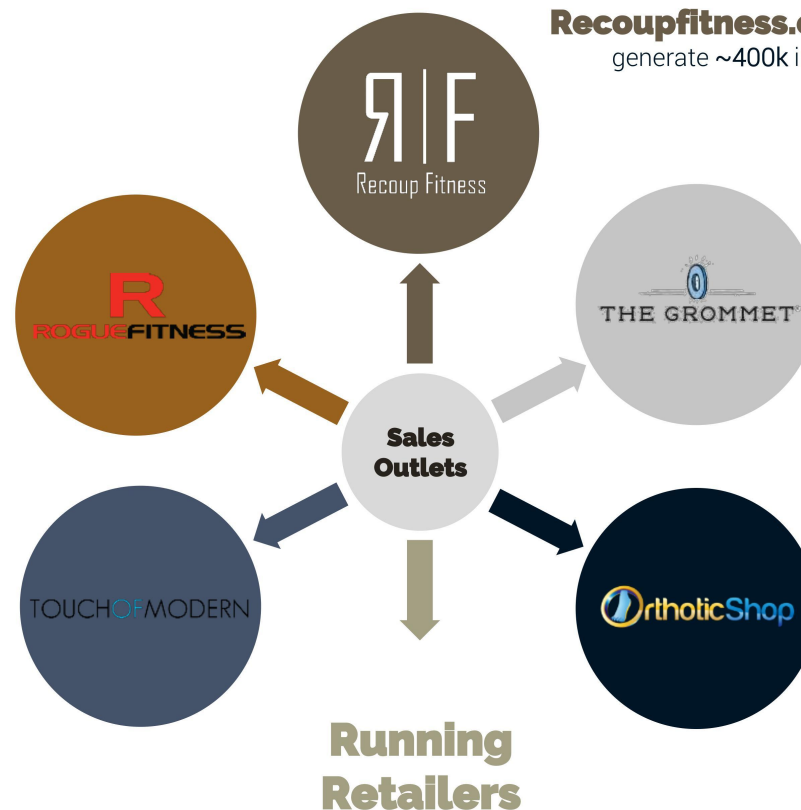 Recoupfitness.
generate ~400k i
Я|F
Recoup Fitness
R
ROGUEFITNESS
THE GROMMET
Sales
Outlets
TOUCHOFMODERN
OrthoticShop
Running
Retailers